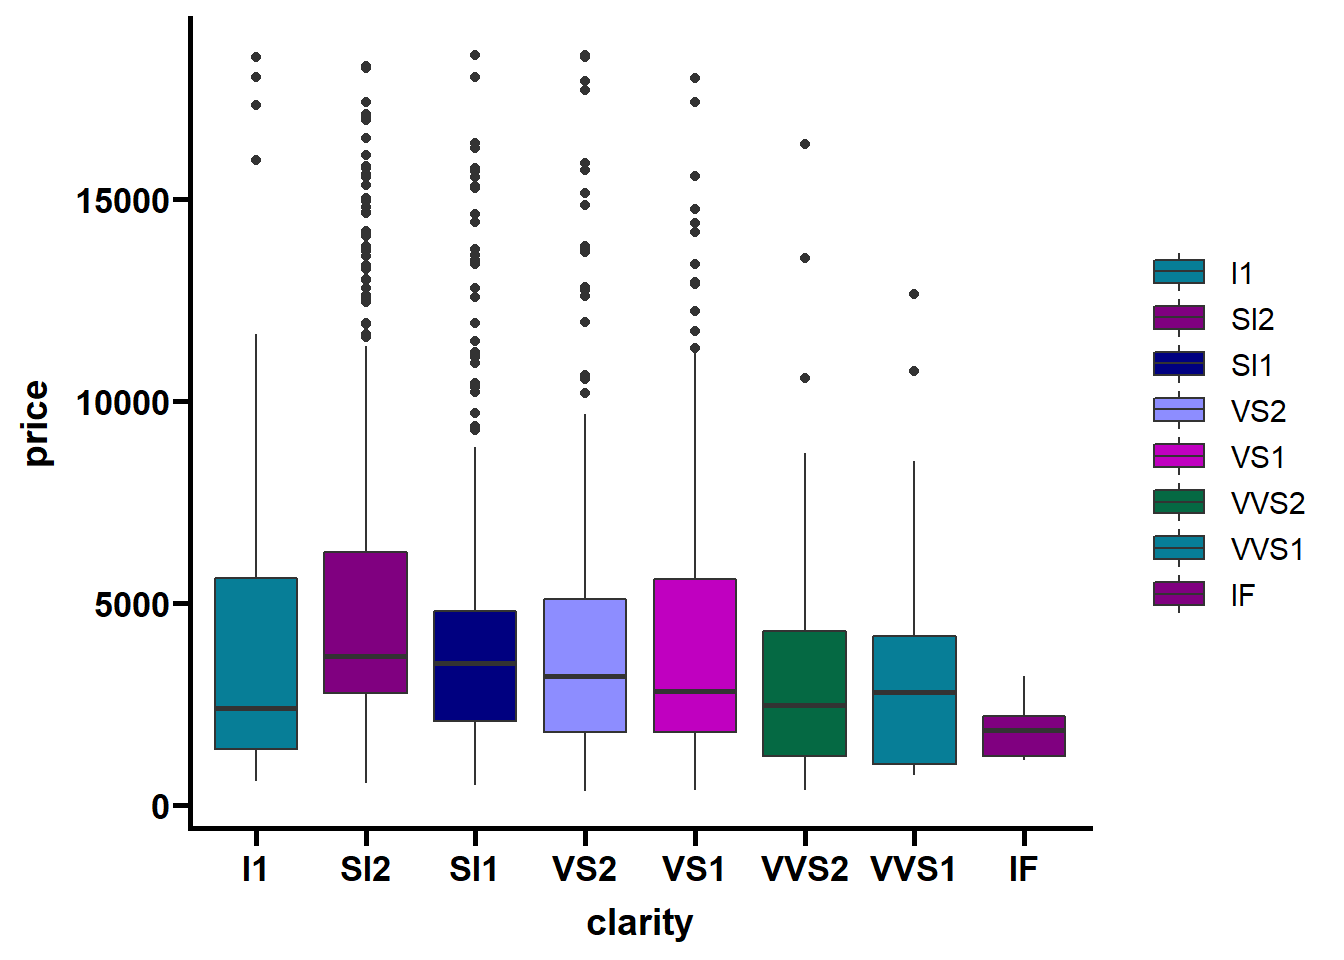 price
15000
10000
5000
0
I1 SI2 SI1 VS2 VS1 VVS2 VVS1 IF
clarity
I1
SI2
SI1
VS2
VS1
VVS2
VVS1
IF